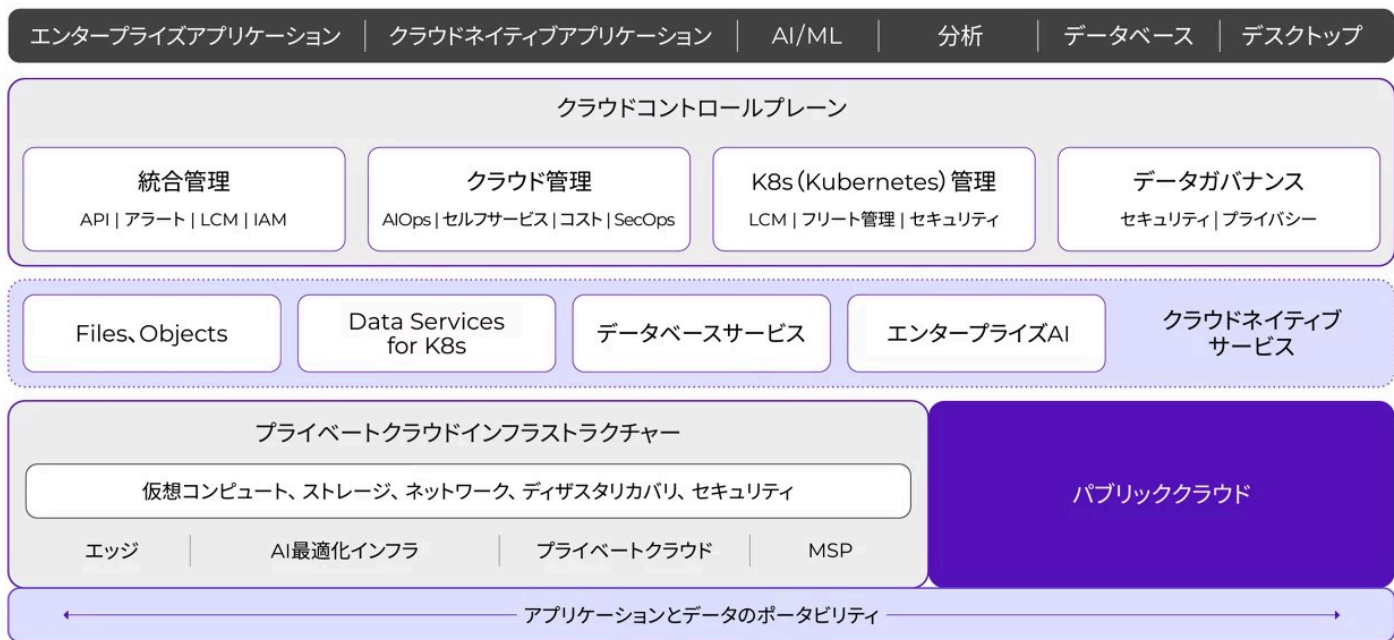 エンタープライズアプリケーション | クラウドネイティブアプリケーション | AI/ML | 分析 | データベース | デスクトップ
クラウドコントロールプレーン
統合管理
API | アラート | LCM | IAM
クラウド管理
AIOps | セルフサービス | コスト | SecOps
K8s（Kubernetes）管理
LCM | フリート管理 | セキュリティ
データガバナンス
セキュリティ | プライバシー
Files、Objects
Data Services
for K8s
データベースサービス
エンタープライズAI
クラウドネイティブ
サービス
プライベートクラウドインフラストラクチャー
仮想コンピュート、ストレージ、ネットワーク、ディザスタリカバリ、セキュリティ
エッジ | AI最適化インフラ | プライベートクラウド | MSP
パブリッククラウド
アプリケーションとデータのポータビリティ